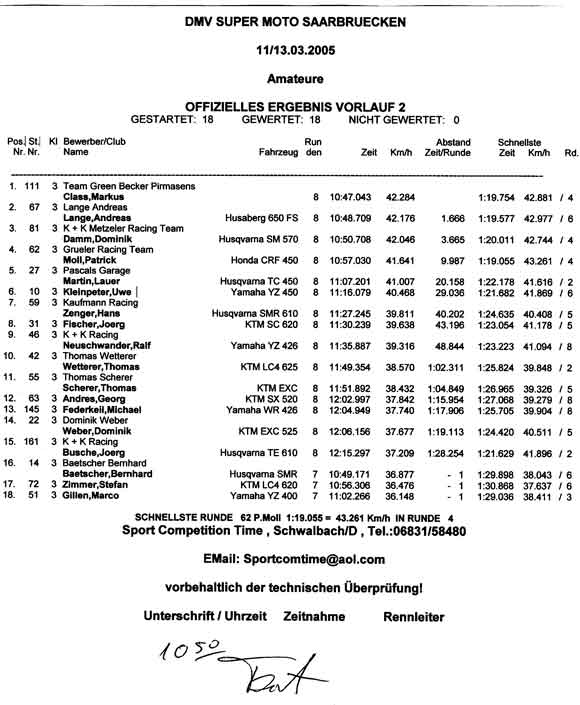 DMV SUPER MOTO SAARBRUECKEN
11/13.03.2005
Amateure
OFFIZIELLES ERGEBNIS VORLAUF 2
GESTARTET: 18 GEWERTET: 18 NICHT GEWERTET: 0
Pos. St. Kl Bewerber/Club Run Abstand Schnellste
Nr. Nr. Name Fahrzeug den Zeit Km/h Zeit/Runde Zeit Km/h Rd.
1. 111 3 Team Green Becker Pirmasens
Class,Markus 8 10:47.043 42.284 1:19.754 42.881 / 4
2. 67 3 Lange Andreas
Lange,Andreas Husaberg 650 FS 8 10:48.709 42.176 1.666 1:19.577 42.977 / 6
3. 81 3 K + K Metzeler Racing Team
Damm,Dominik Husqvarna SM 570 8 10:50.708 42.046 3.665 1:20.011 42.744 / 4
4. 62 3 Grueler Racing Team
Moll,Patrick Honda CRF 450 8 10:57.030 41.641 9.987 1:19.055 43.261 / 4
5. 27 3 Pascals Garage
Martin,Lauer Husqvarna TC 450 8 11:07.201 41.007 20.158 1:22.178 41.616 / 2
6. 10 3 Kleinpeter,Uwe Yamaha YZ 450 8 11:16.079 40.468 29.036 1:21.682 41.869 / 6
7. 59 3 Kaufmann Racing
Zenger,Hans Husqvarna SMR 610 8 11:27.245 39.811 40.202 1:24.635 40.408 / 5
8. 31 3 Fischer,Joerg KTM SC 620 8 11:30.239 39.638 43.196 1:23.054 41.178 / 5
9. 46 3 K + K Racing
Neuschwander,Ralf Yamaha YZ 426 8 11:35.887 39.316 48.844 1:23.223 41.094 / 8
10. 42 3 Thomas Wetterer
Wetterer,Thomas KTM LC4 625 8 11:49.354 38.570 1:02.311 1:25.824 39.848 / 2
11. 55 3 Thomas Scherer
Scherer,Thomas KTM EXC 8 11:51.892 38.432 1:04.849 1:26.965 39.326 / 5
12. 63 3 Andres,Georg KTM SX 520 8 12:02.997 37.842 1:15.954 1:27.068 39.279 / 8
13. 145 3 Federkeil,Michael Yamaha WR 426 8 12:04.949 37.740 1:17.906 1:25.705 39.904 / 8
14. 22 3 Dominik Weber
Weber,Dominik KTM EXC 525 8 12:06.156 37.677 1:19.113 1:24.420 40.511 / 5
15. 161 3 K + K Racing
Busche,Joerg Husqvarna TE 610 8 12:15.297 37.209 1:28.254 1:21.629 41.896 / 2
16. 14 3 Baetscher Bernhard
Baetscher,Bernhard Husqvarna SMR 7 10:49.171 36.877 - 1 1:29.898 38.043 / 6
17. 72 3 Zimmer,Stefan KTM LC4 620 7 10:56.306 36.476 - 1 1:30.868 37.637 / 6
18. 51 3 Gillen,Marco Yamaha YZ 400 7 11:02.266 36.148 - 1 1:29.036 38.411 / 3
SCHNELLSTE RUNDE 62 P.Moll 1:19.055 = 43.261 Km/h IN RUNDE 4
Sport Competition Time , Schwalbach/D , Tel.:06831/58480
EMail: Sportcomtime@aol.com
vorbehaltlich der technischen Überprüfung!
Unterschrift / Uhrzeit Zeitnahme Rennleiter
10 50